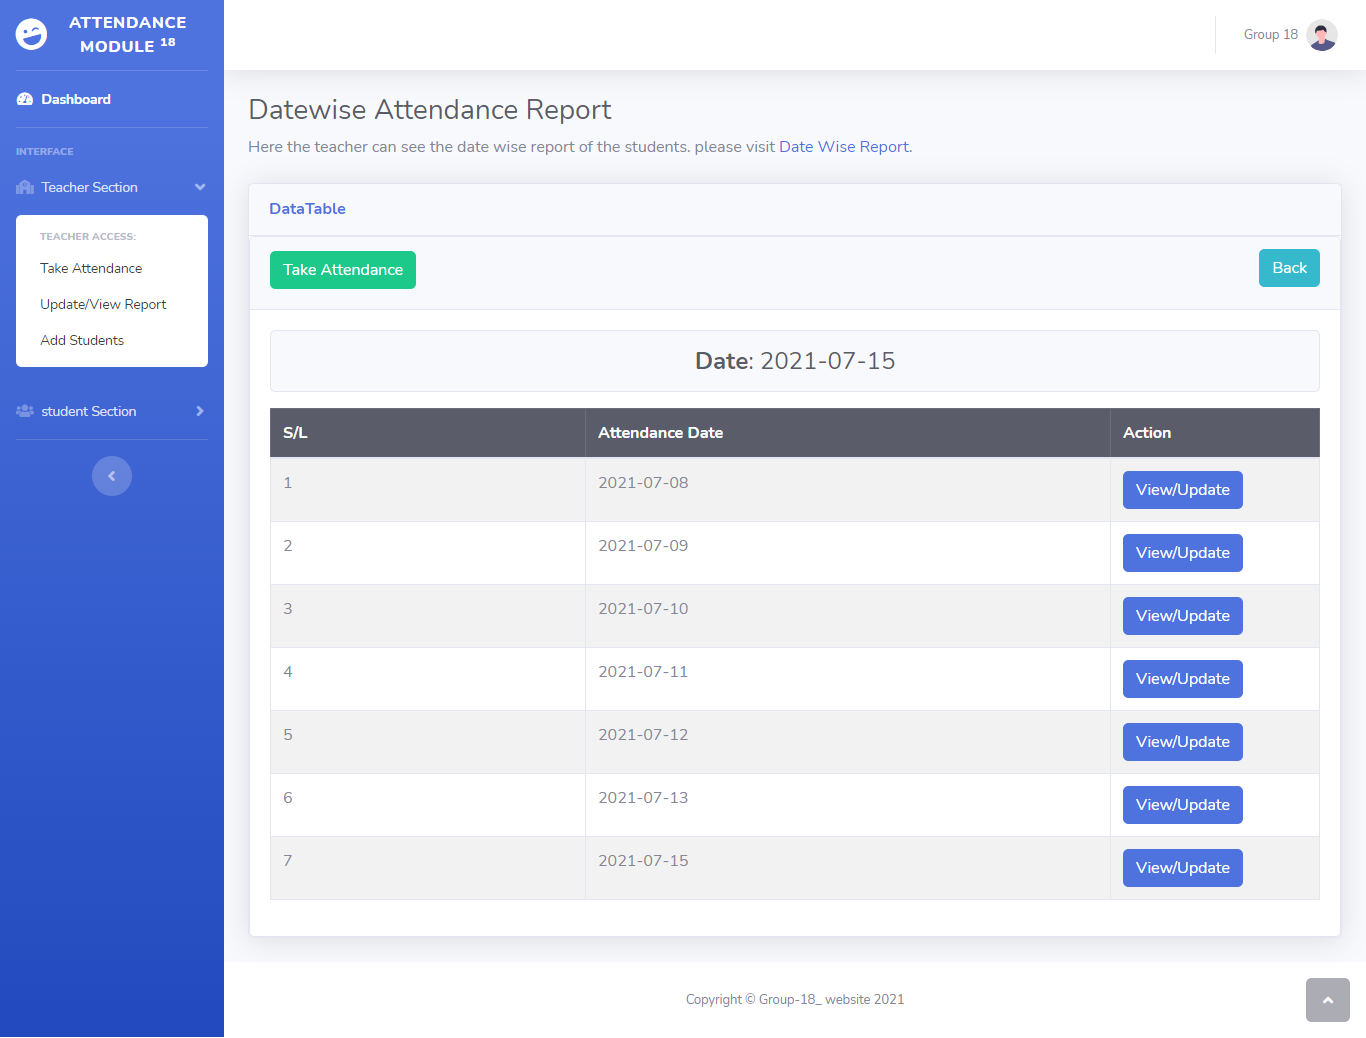 ATTENDANCE
MODULE 18
Group 18
Dashboard
INTERFACE
Teacher Section
TEACHER ACCESS:
Take Attendance
Update/View Report
Add Students
student Section
Datewise Attendance Report
Here the teacher can see the date wise report of the students. please visit Date Wise Report.
DataTable
Take Attendance
Back
Date: 2021-07-15
S/L Attendance Date Action
1 2021-07-08 View/Update
2 2021-07-09 View/Update
3 2021-07-10 View/Update
4 2021-07-11 View/Update
5 2021-07-12 View/Update
6 2021-07-13 View/Update
7 2021-07-15 View/Update
Copyright © Group-18_ website 2021